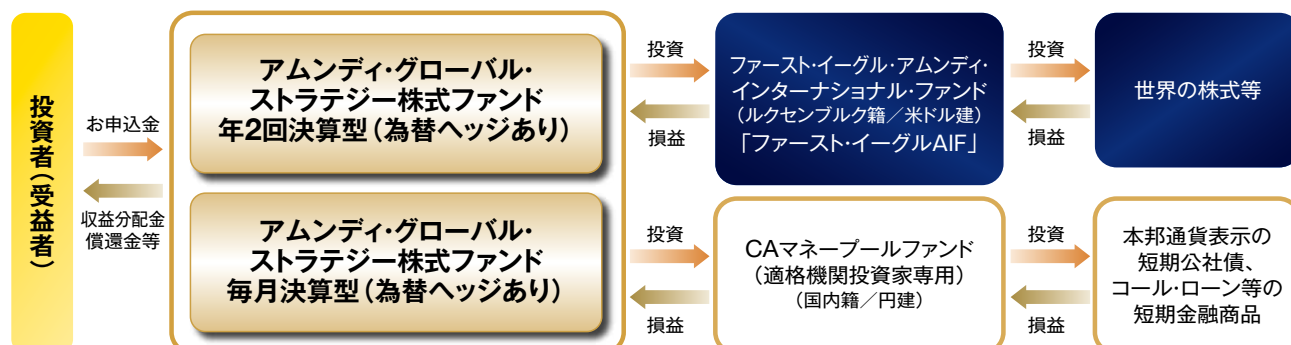 投資者（受益者）
お申込金
収益分配金
償還金等
アムンディ・グローバル・
ストラテジー株式ファンド
年2回決算型（為替ヘッジあり）
アムンディ・グローバル・
ストラテジー株式ファンド
毎月決算型（為替ヘッジあり）
投資
損益
ファースト・イーグル・アムンディ・
インターナショナル・ファンド
（ルクセンブルク籍／米ドル建）
「ファースト・イーグルAIF」
投資
損益
世界の株式等
投資
損益
CAマネープールファンド
（適格機関投資家専用）
（国内籍／円建）
投資
損益
本邦通貨表示の
短期公社債、
コール・ローン等の
短期金融商品